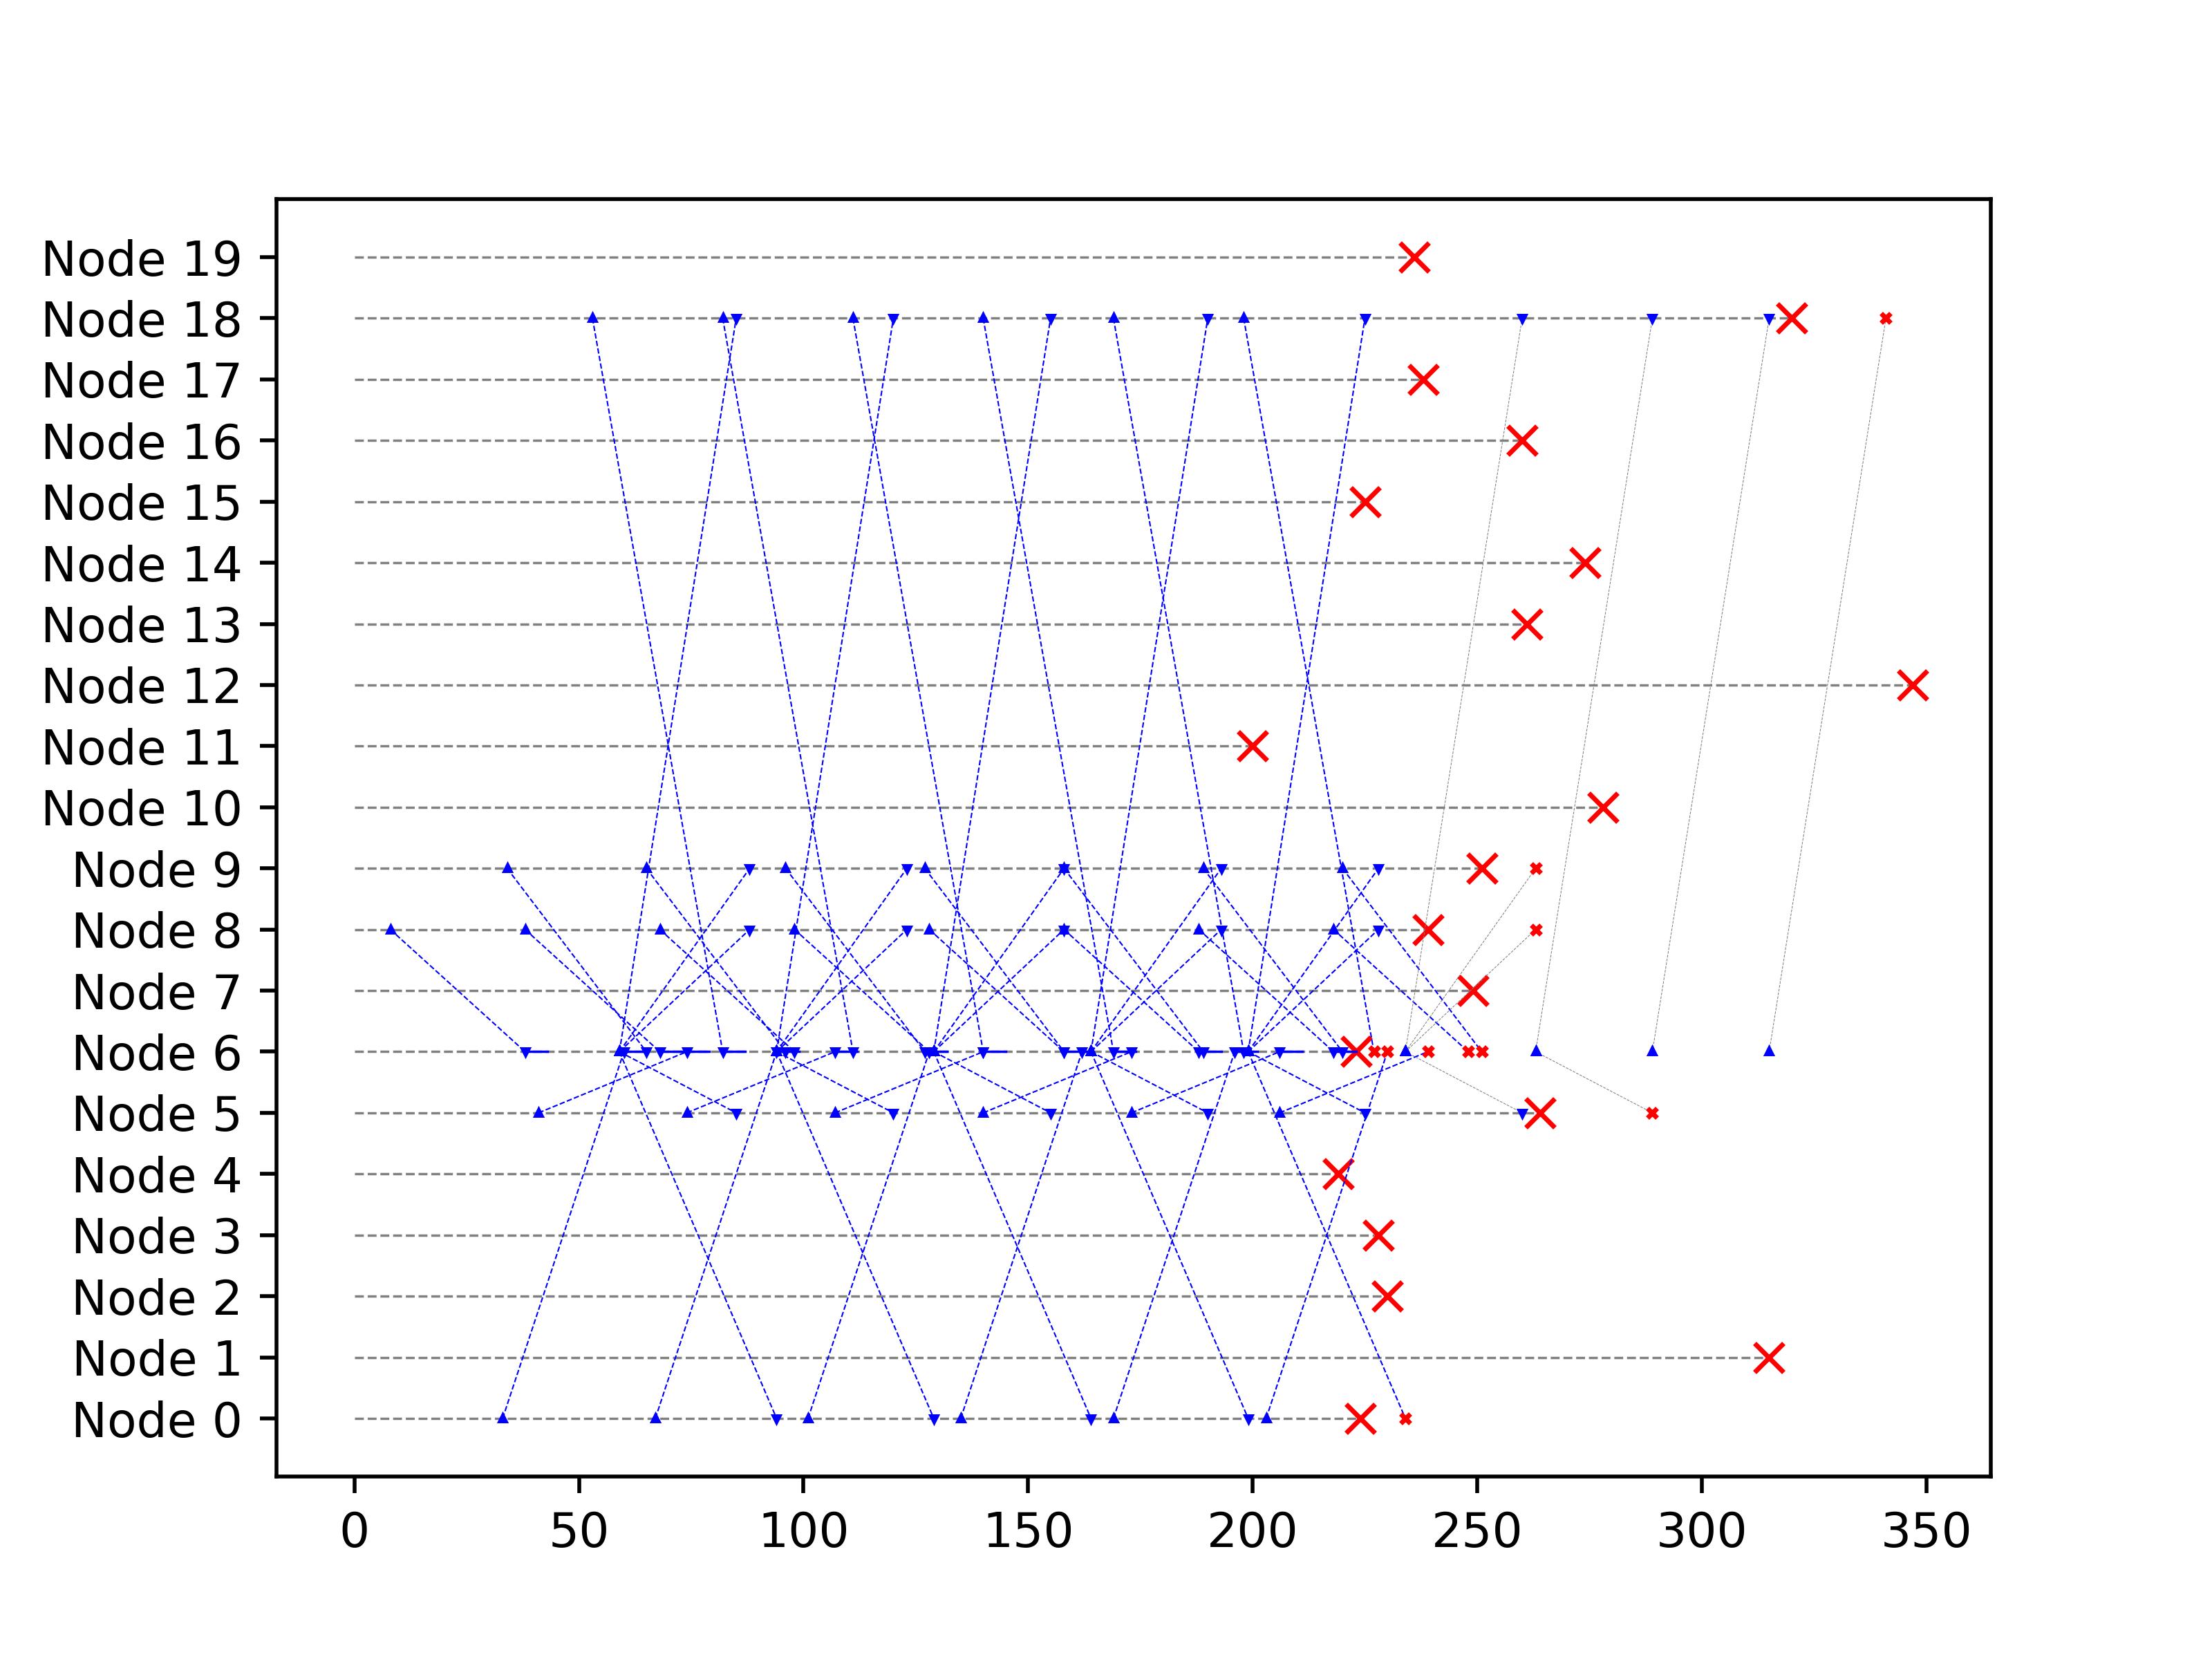 Node 19
Node 18
Node 17
Node 16
Node 15
Node 14
Node 13
Node 12
Node 11
Node 10
Node 9
Node 8
Node 7
Node 6
Node 5
Node 4
Node 3
Node 2
Node 1
Node 0
0 50 100 150 200 250 300 350